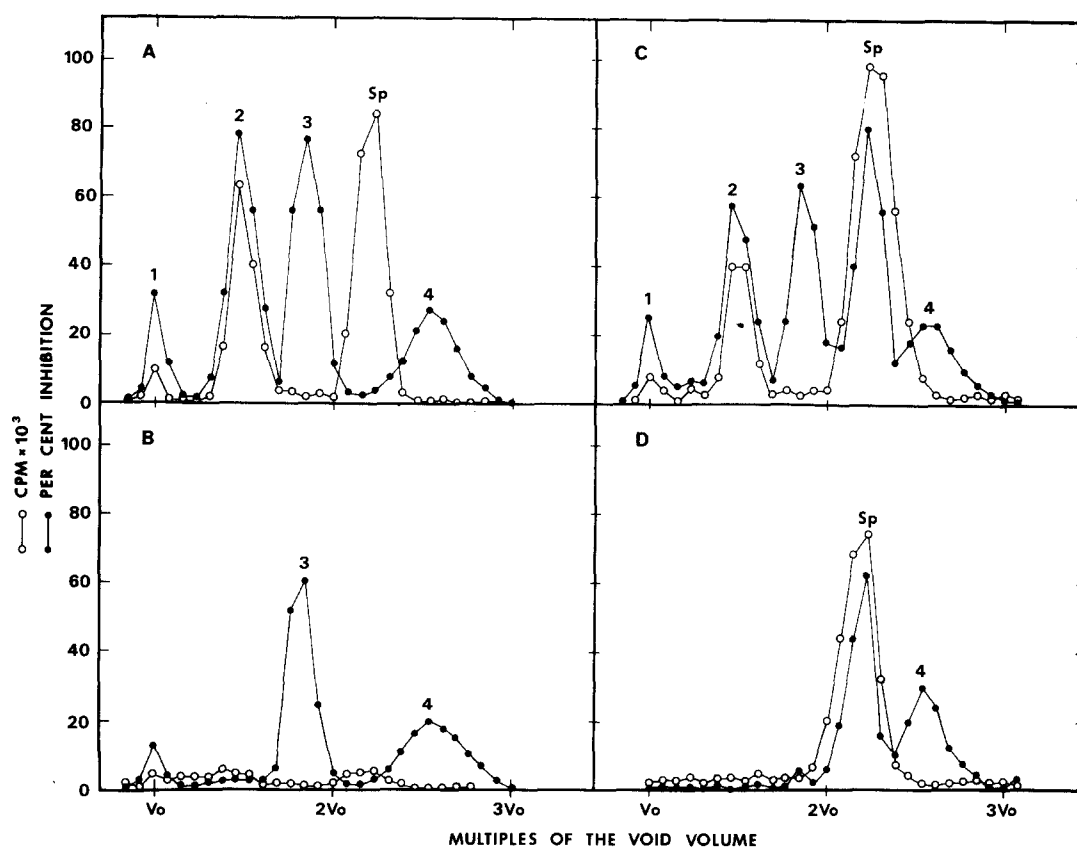 A
C
100
80
60
40
20
0
1
2
3
Sp
4
1
2
3
Sp
4
B
D
100
80
60
40
20
0
3
4
Sp
4
Vo
2Vo
3Vo
Vo
2Vo
3Vo
MULTIPLES OF THE VOID VOLUME
CPM × 10³
PER CENT INHIBITION